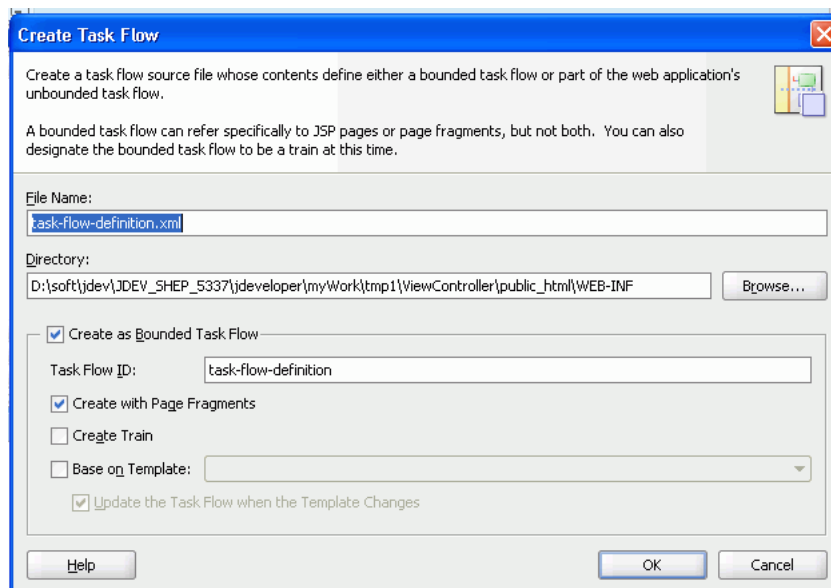 Create Task Flow
Create a task flow source file whose contents define either a bounded task flow or part of the web application's
unbounded task flow.
A bounded task flow can refer specifically to JSP pages or page fragments, but not both. You can also
designate the bounded task flow to be a train at this time.
File Name:
task-flow-definition.xml
Directory:
D:\soft\jdev\JDEV_SHEP_5337\jdeveloper\myWork\tmp1\ViewController\public_html\WEB-INF
Browse...
Create as Bounded Task Flow
Task Flow ID:
task-flow-definition
Create with Page Fragments
Create Train
Base on Template:
Update the Task Flow when the Template Changes
Help
OK
Cancel